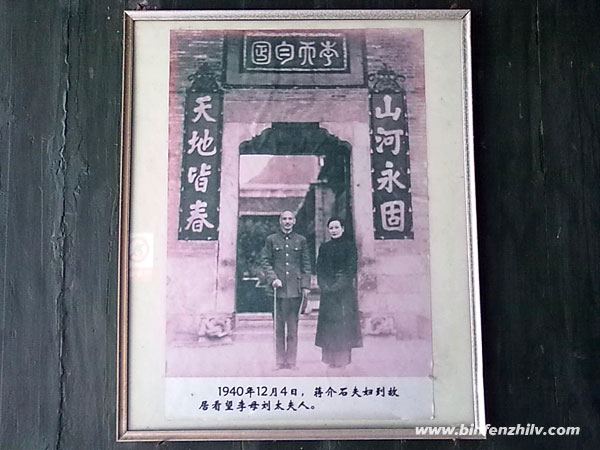 山河永固
天地皆春
1940年12月4日，蒋介石夫妇到故
居看望李母刘太夫人。
www.binfenzhilv.com